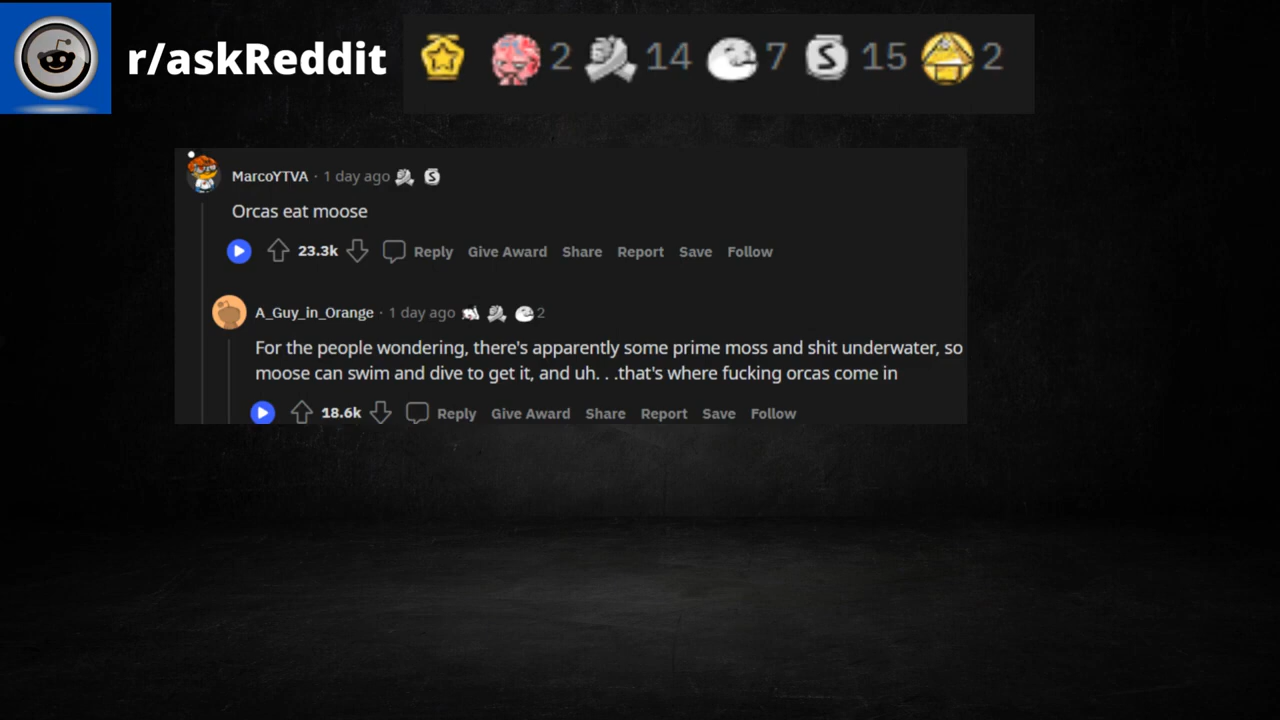 r/askReddit 2 14 7 15 2
MarcoYTVA · 1 day ago
Orcas eat moose
23.3k Reply Give Award Share Report Save Follow
A_Guy_in_Orange · 1 day ago 2
For the people wondering, there's apparently some prime moss and shit underwater, so
moose can swim and dive to get it, and uh. . .that's where fucking orcas come in
18.6k Reply Give Award Share Report Save Follow